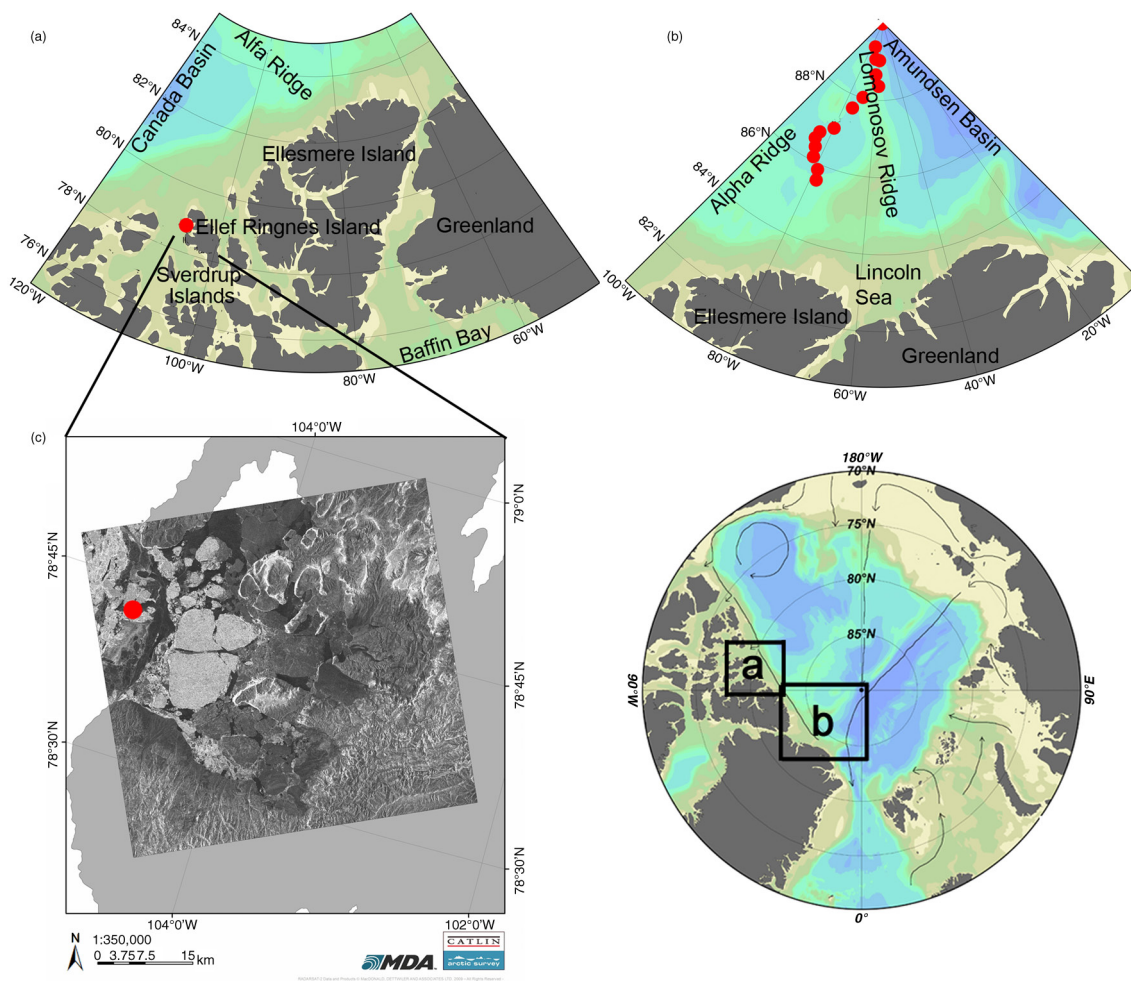 (a)
84°N
82°N
80°N
78°N
76°N
120°W
100°W
80°W
60°W
Canada Basin
Alfa Ridge
Ellesmere Island
Ellef Ringnes Island
Greenland
Sverdrup
Islands
Baffin Bay
(b)
88°N
86°N
84°N
82°N
100°W
80°W
60°W
40°W
20°W
Amundsen Basin
Lomonosov Ridge
Alpha Ridge
Lincoln
Sea
Ellesmere Island
Greenland
(c)
104°0'W
79°0'N
78°45'N
78°45'N
78°30'N
78°30'N
104°0'W
102°0'W
N
1:350,000
0 3.757.5 15
km
MDA
CATLIN
arctic survey
180°W
70°N
75°N
80°N
85°N
90°W
90°E
0°
a
b